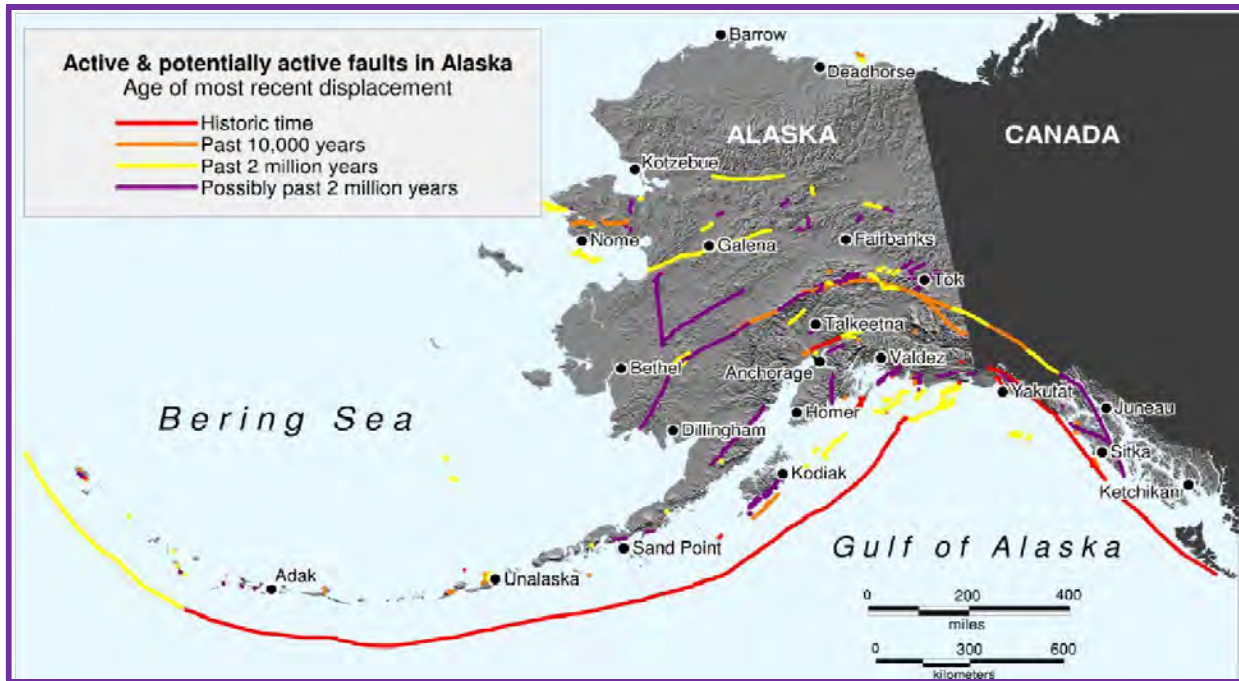 Active & potentially active faults in Alaska
Age of most recent displacement
Historic time
Past 10,000 years
Past 2 million years
Possibly past 2 million years
Barrow
Deadhorse
ALASKA
CANADA
Kotzebue
Nome
Galena
Fairbanks
Tok
Talkeetna
Bethel
Anchorage
Valdez
Yakutat
Juneau
Homer
Bering Sea
Dillingham
Sitka
Kodiak
Ketchikan
Sand Point
Gulf of Alaska
Adak
Unalaska
0 200 400
miles
0 300 600
kilometers